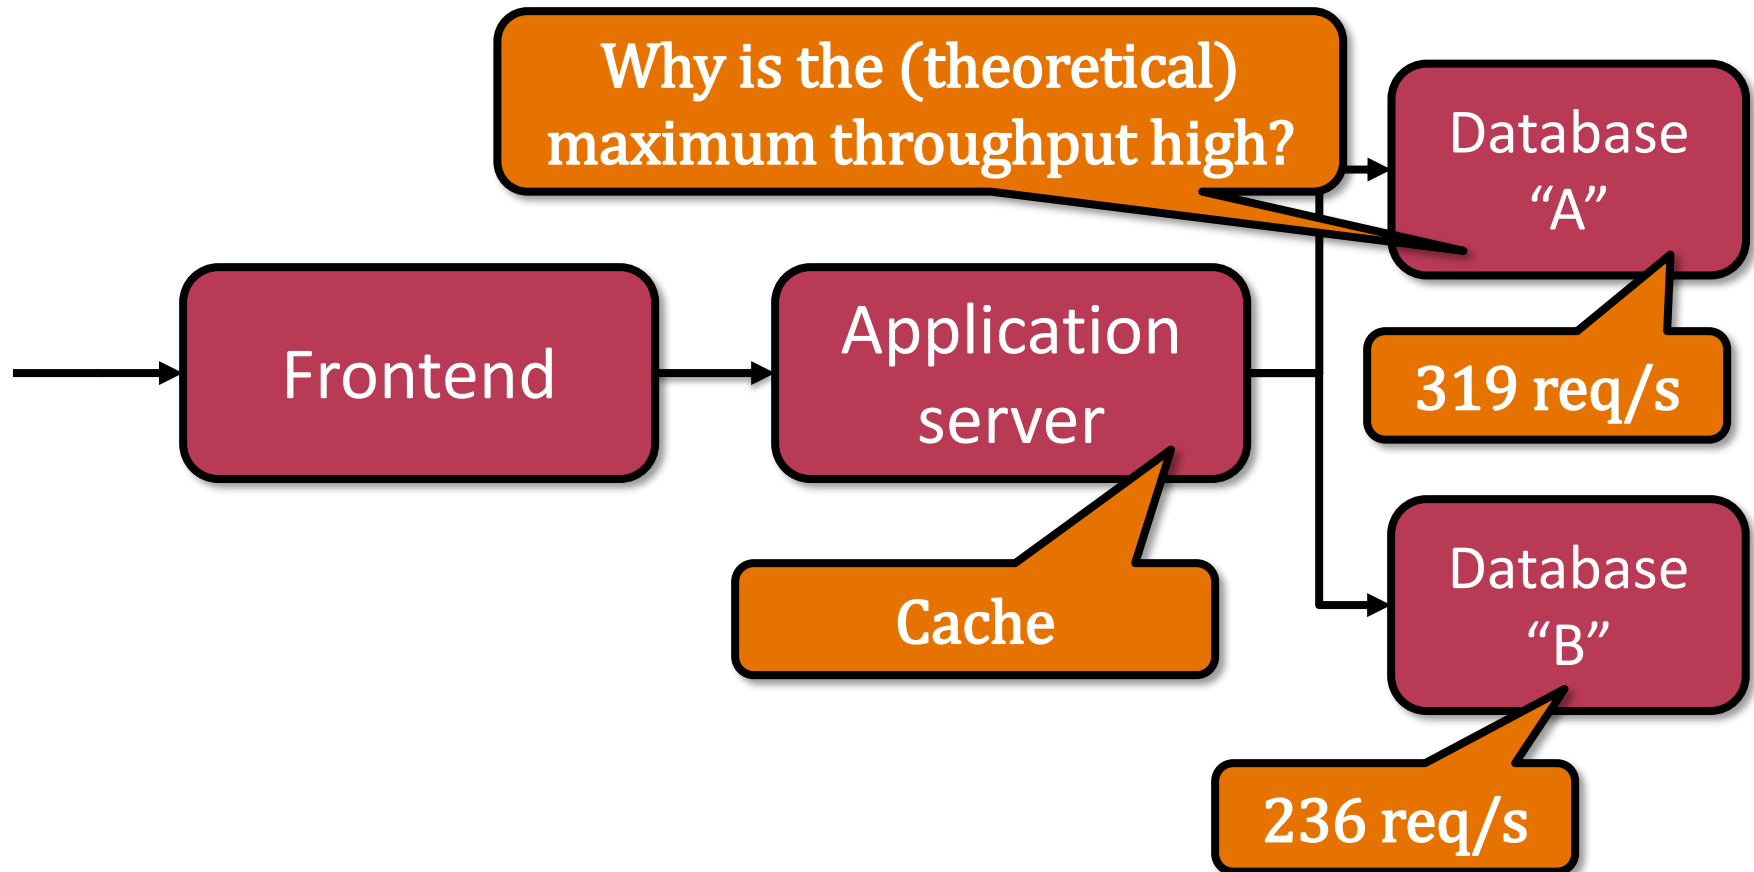 Why is the (theoretical)
maximum throughput high?
Database
“A”
Frontend
Application
server
319 req/s
Cache
Database
“B”
236 req/s